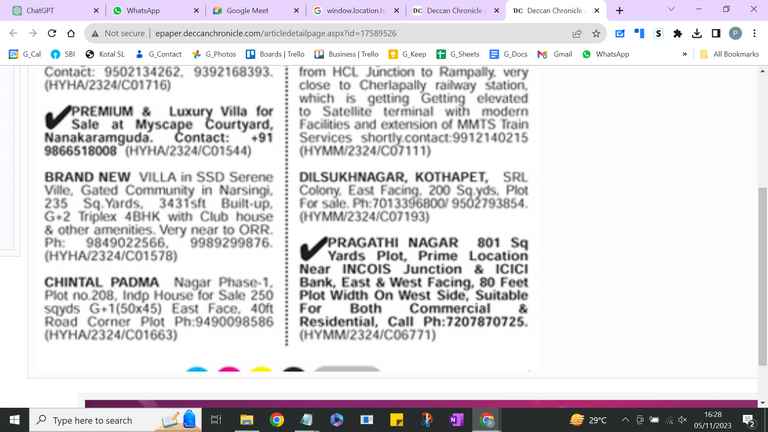 ChatGPT
WhatsApp
Google Meet
window.location.h
Deccan Chronicle
Deccan Chronicle
Not secure | epaper.deccanchronicle.com/articledetailpage.aspx?id=17589526
G_Cal
SBI
Kotal SL
G_Contact
G_Photos
Boards | Trello
Business | Trello
G_Keep
G_Sheets
G_Docs
Gmail
WhatsApp
All Bookmarks
Contact: 9502134262, 9392168393.
(HYHA/2324/C01716)
PREMIUM & Luxury Villa for
Sale at Myscape Courtyard,
Nanakaramguda. Contact: +91
9866518008 (HYHA/2324/C01544)
BRAND NEW VILLA in SSD Serene
Ville, Gated Community in Narsingi,
235 Sq.Yards, 3431sft Built-up,
G+2 Triplex 4BHK with Club house
& other amenities. Very near to ORR.
Ph: 9849022566, 9989299876.
(HYHA/2324/C01578)
CHINTAL PADMA Nagar Phase-1,
Plot no.208, Indp House for Sale 250
sqyds G+1(50x45) East Face, 40ft
Road Corner Plot Ph:9490098586
(HYHA/2324/C01663)
from HCL Junction to Rampally, very
close to Cherlapally railway station,
which is getting Getting elevated
to Satellite terminal with modern
Facilities and extension of MMTS Train
Services shortly.contact:9912140215
(HYMM/2324/C07111)
DILSUKHNAGAR, KOTHAPET, SRL
Colony, East Facing, 200 Sq.yds, Plot
For sale. Ph:7013396800/ 9502793854.
(HYMM/2324/C07193)
PRAGATHI NAGAR 801 Sq
Yards Plot, Prime Location
Near INCOIS Junction & ICICI
Bank, East & West Facing, 80 Feet
Plot Width On West Side, Suitable
For Both Commercial &
Residential, Call Ph:7207870725.
(HYMM/2324/C06771)
Type here to search
29°C
16:28
05/11/2023
2